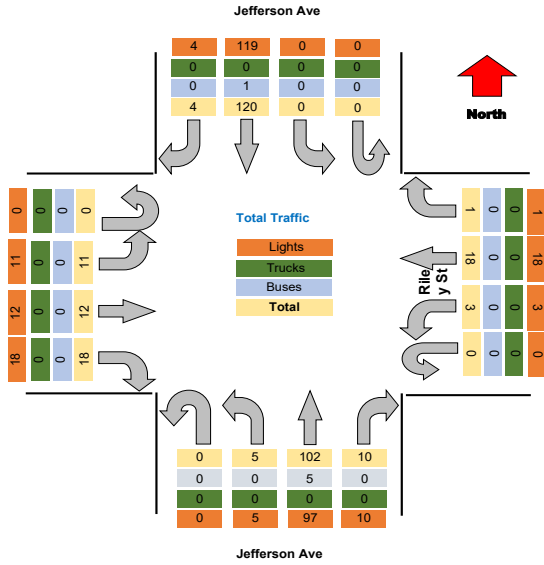 Jefferson Ave
4 119 0 0
0 0 0 0
0 1 0 0
4 120 0 0
North
0 0 0 0
11 0 0 11
12 0 0 12
18 0 0 18
Total Traffic
Lights
Trucks
Buses
Total
Rile
y St
1 0 0 1
18 0 0 18
3 0 0 3
0 0 0 0
0 5 102 10
0 0 5 0
0 0 0 0
0 5 97 10
Jefferson Ave